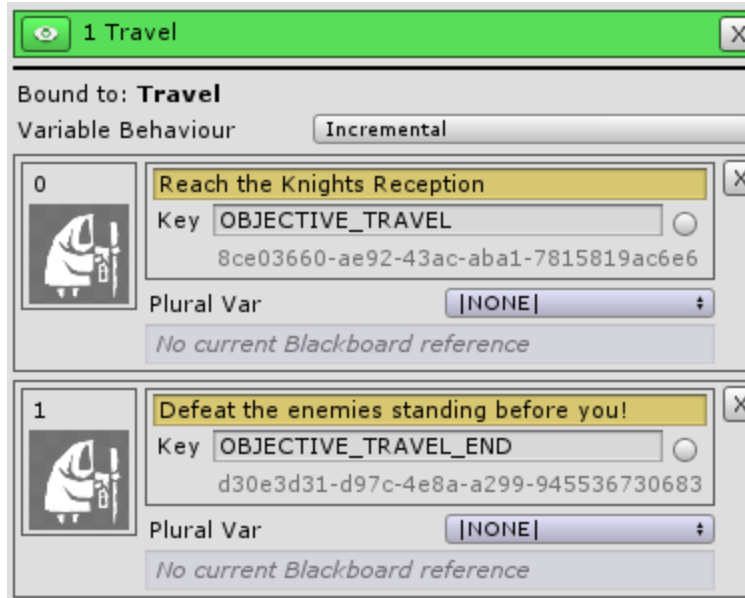 1 Travel
X
Bound to: Travel
Variable Behaviour Incremental
0
Reach the Knights Reception
X
Key OBJECTIVE_TRAVEL
8ce03660-ae92-43ac-aba1-7815819ac6e6
Plural Var |NONE|
No current Blackboard reference
1
Defeat the enemies standing before you!
X
Key OBJECTIVE_TRAVEL_END
d30e3d31-d97c-4e8a-a299-945536730683
Plural Var |NONE|
No current Blackboard reference